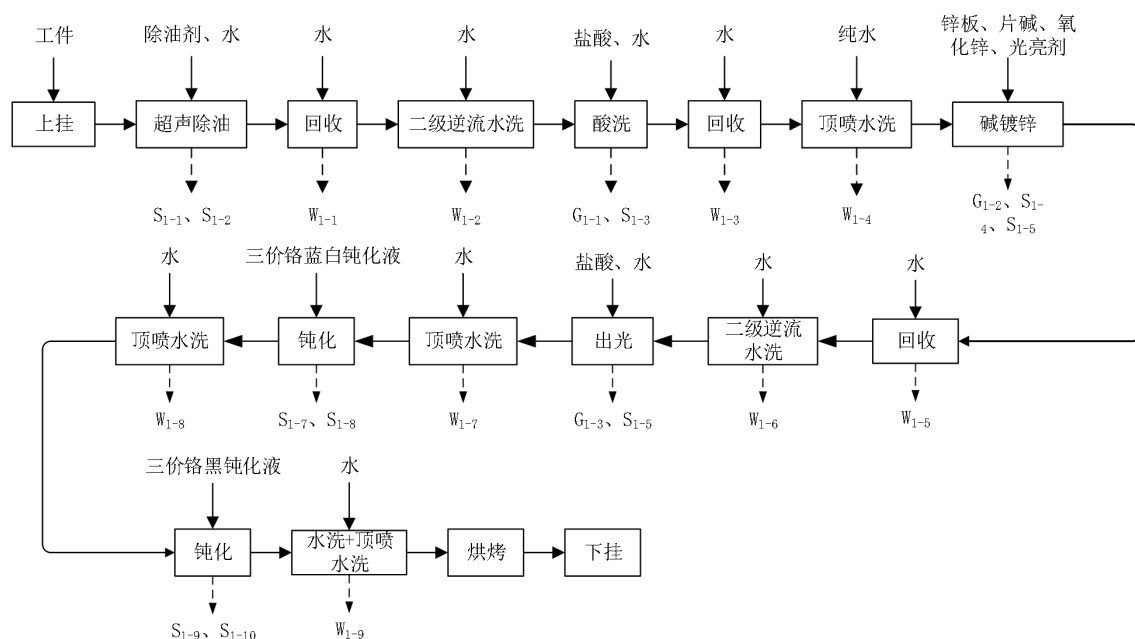 工件
除油剂、水
水
水
盐酸、水
水
纯水
锌板、片碱、氧
化锌、光亮剂
上挂
超声除油
回收
二级逆流水洗
酸洗
回收
顶喷水洗
碱镀锌
S1-1、S1-2
W1-1
W1-2
G1-1、S1-3
W1-3
W1-4
G1-2、S1-
4、S1-5
水
三价铬蓝白钝化液
水
盐酸、水
水
水
顶喷水洗
钝化
顶喷水洗
出光
二级逆流
水洗
回收
W1-8
S1-7、S1-8
W1-7
G1-3、S1-5
W1-6
W1-5
三价铬黑钝化液
水
钝化
水洗+顶喷
水洗
烘烤
下挂
S1-9、S1-10
W1-9